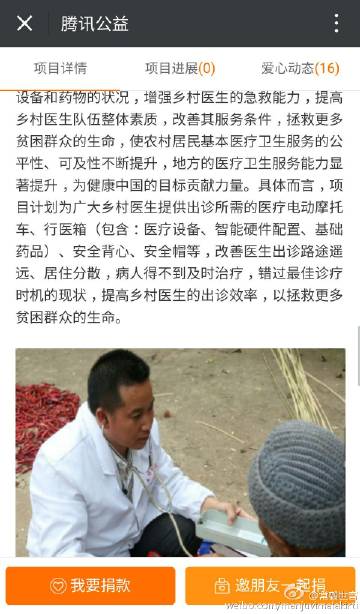 腾讯公益
项目详情 项目进展(0) 爱心动态(16)
设备和药物的状况，增强乡村医生的急救能力，提高
乡村医生队伍整体素质，改善其服务条件，拯救更多
贫困群众的生命，使农村居民基本医疗卫生服务的公
平性、可及性不断提升，地方的医疗卫生服务能力显
著提升，为健康中国的目标贡献力量。具体而言，项
目计划为广大乡村医生提供出诊所需的医疗电动摩托
车、行医箱（包含：医疗设备、智能硬件配置、基础
药品）、安全背心、安全帽等，改善医生出诊路途遥
远、居住分散，病人得不到及时治疗，错过最佳诊疗
时机的现状，提高乡村医生的出诊效率，以拯救更多
贫困群众的生命。
我要捐款 邀朋友一起捐